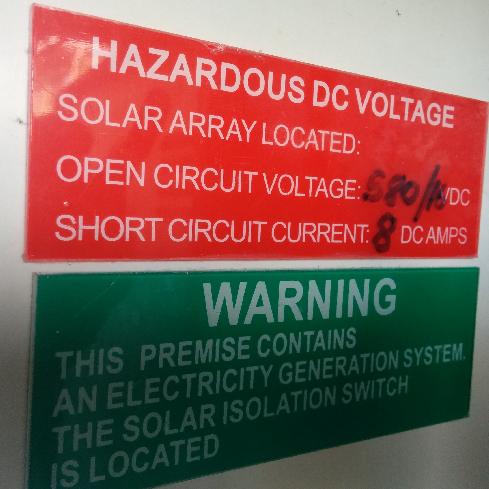 HAZARDOUS DC VOLTAGE
SOLAR ARRAY LOCATED:
OPEN CIRCUIT VOLTAGE: VDC
SHORT CIRCUIT CURRENT: 8 DC AMPS
WARNING
THIS PREMISE CONTAINS
AN ELECTRICITY GENERATION SYSTEM.
THE SOLAR ISOLATION SWITCH
IS LOCATED